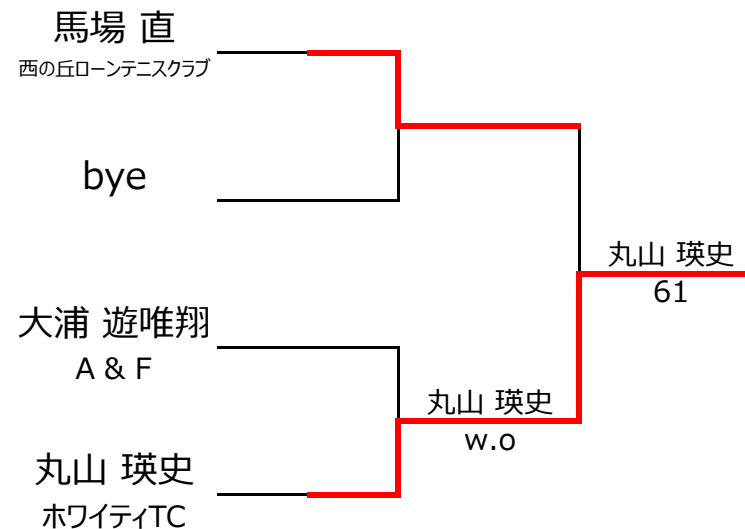 馬場 直
西の丘ローンテニスクラブ
bye
丸山 瑛史
61
大浦 遊唯翔
A & F
丸山 瑛史
w.o
丸山 瑛史
ホワイティTC